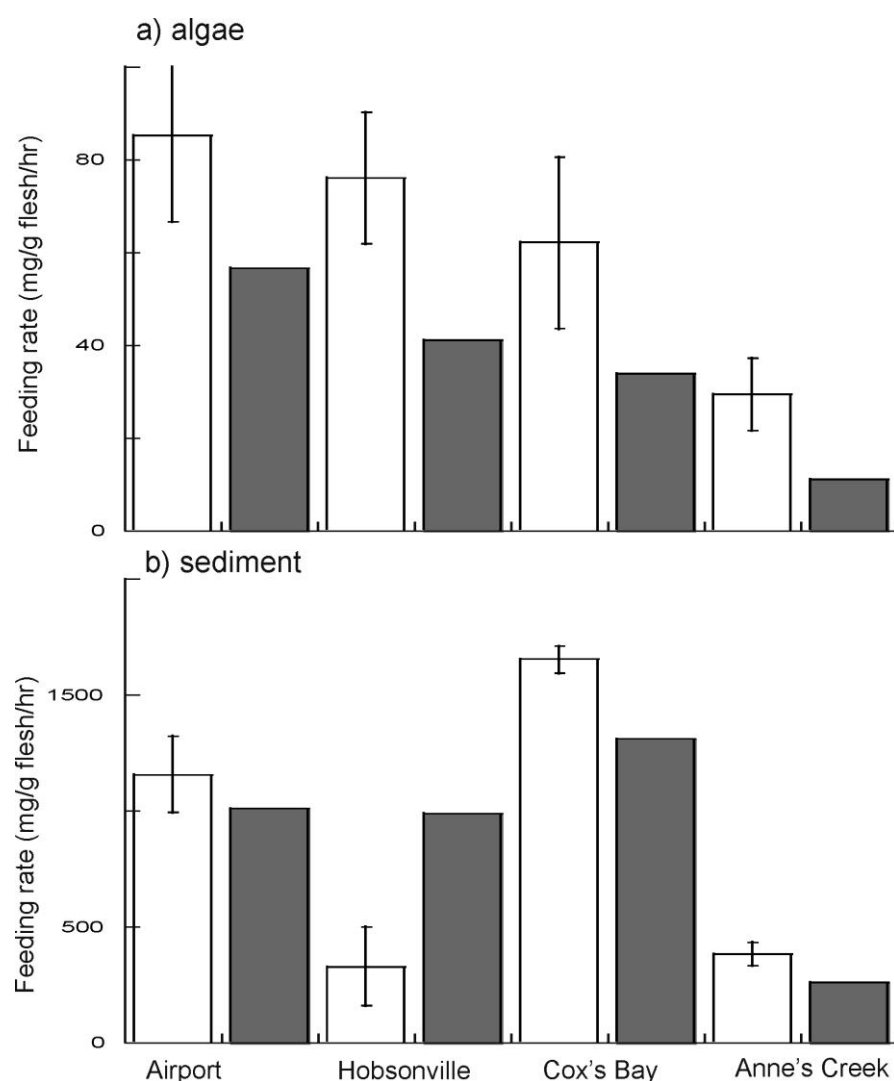 a) algae
Feeding rate (mg/g flesh/hr)
80
40
0
b) sediment
Feeding rate (mg/g flesh/hr)
1500
500
0
Airport Hobsonville Cox's Bay Anne's Creek